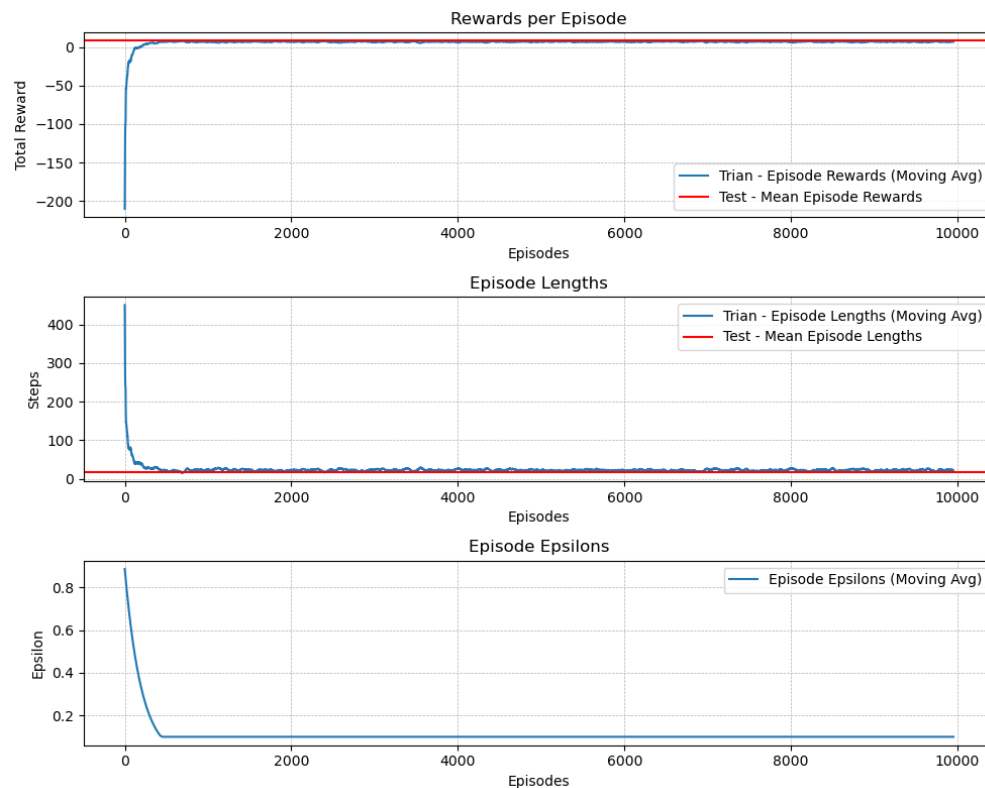 Rewards per Episode
Total Reward
0
−50
−100
−150
−200
Trian - Episode Rewards (Moving Avg)
Test - Mean Episode Rewards
0 2000 4000 6000 8000 10000
Episodes
Episode Lengths
Steps
400
300
200
100
0
Trian - Episode Lengths (Moving Avg)
Test - Mean Episode Lengths
0 2000 4000 6000 8000 10000
Episodes
Episode Epsilons
Epsilon
0.8
0.6
0.4
0.2
Episode Epsilons (Moving Avg)
0 2000 4000 6000 8000 10000
Episodes